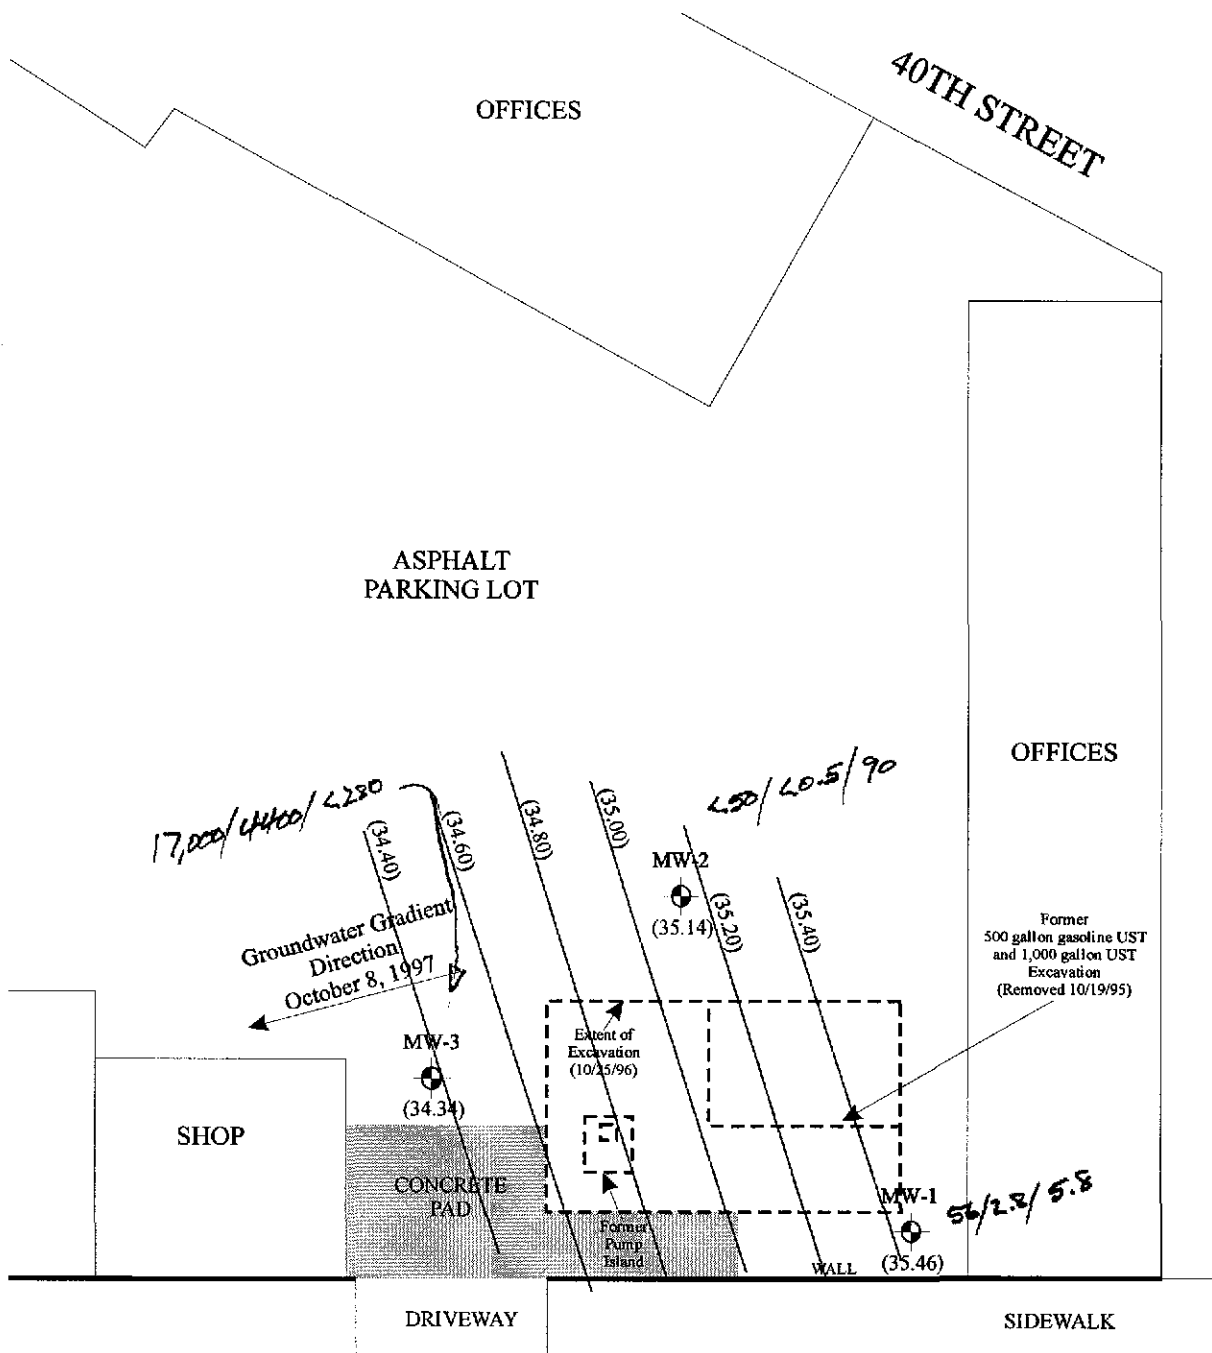 OFFICES
40TH STREET
ASPHALT
PARKING LOT
OFFICES
17,000/4400/<280
<50/<0.5/90
(34.40)
(34.60)
(34.80)
(35.00)
MW-2
(35.14)
(35.20)
(35.40)
Former
500 gallon gasoline UST
and 1,000 gallon UST
Excavation
(Removed 10/19/95)
Groundwater Gradient
Direction
October 8, 1997
Extent of
Excavation
(10/25/96)
MW-3
(34.34)
SHOP
CONCRETE
PAD
Former
Pump
Island
MW-1
56/2.8/5.8
(35.46)
WALL
DRIVEWAY
SIDEWALK